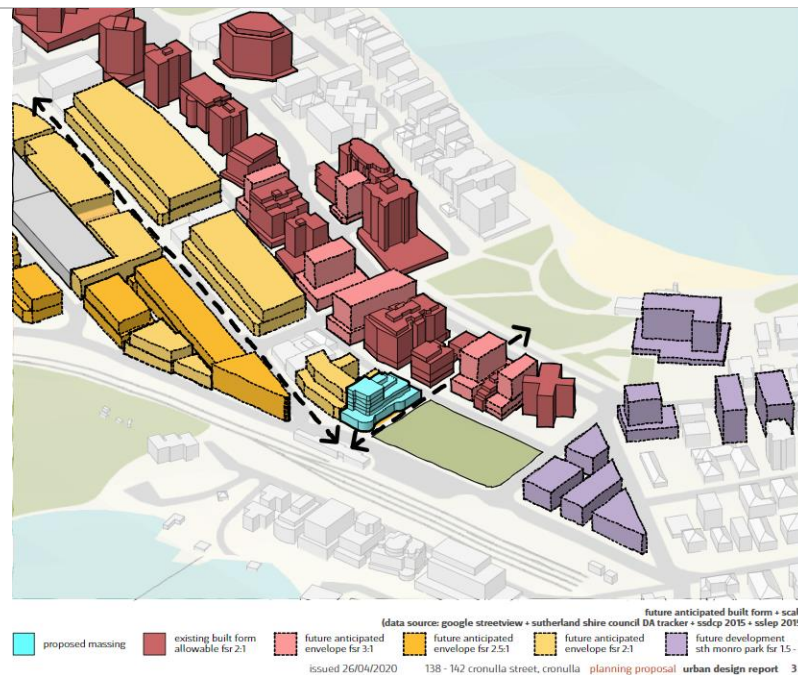 future anticipated built form + scal
(data source: google streetview + sutherland shire council DA tracker + ssdcp 2015 + sslep 2015
proposed massing
existing built form
allowable fsr 2:1
future anticipated
envelope fsr 3:1
future anticipated
envelope fsr 2.5:1
future anticipated
envelope fsr 2:1
future development
sth monro park fsr 1.5 -
issued 26/04/2020 138 - 142 cronulla street, cronulla planning proposal urban design report 3